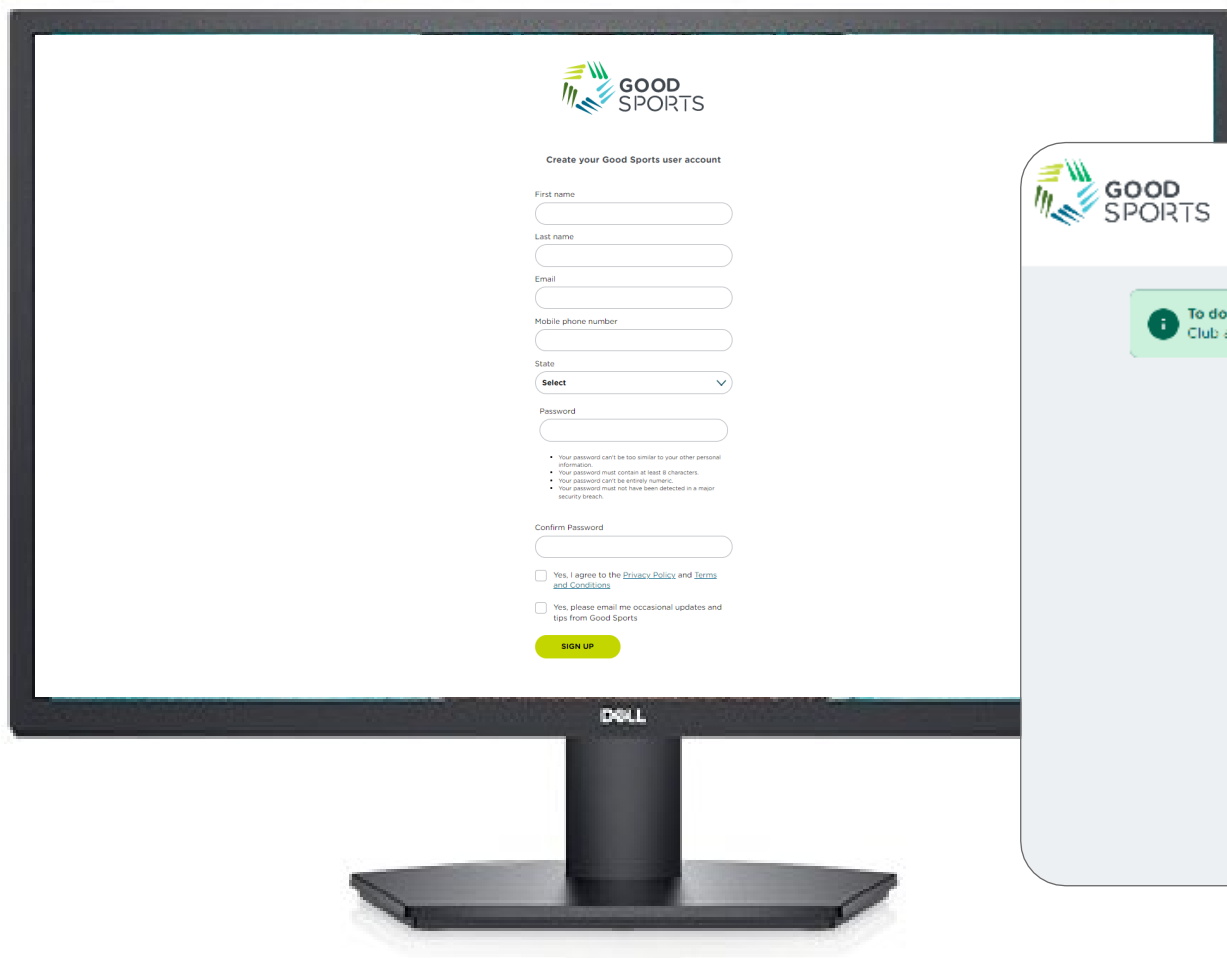 GOOD
SPORTS
Create your Good Sports user account
First name
Last name
Email
Mobile phone number
State
Select
Password
Your password can't be too similar to your other personal
information.
Your password must contain at least 8 characters.
Your password can't be entirely numeric.
Your password must not have been detected in a major
security breach.
Confirm Password
Yes, I agree to the Privacy Policy and Terms
and Conditions
Yes, please email me occasional updates and
tips from Good Sports
SIGN UP
DELL
GOOD
SPORTS
To do
Club